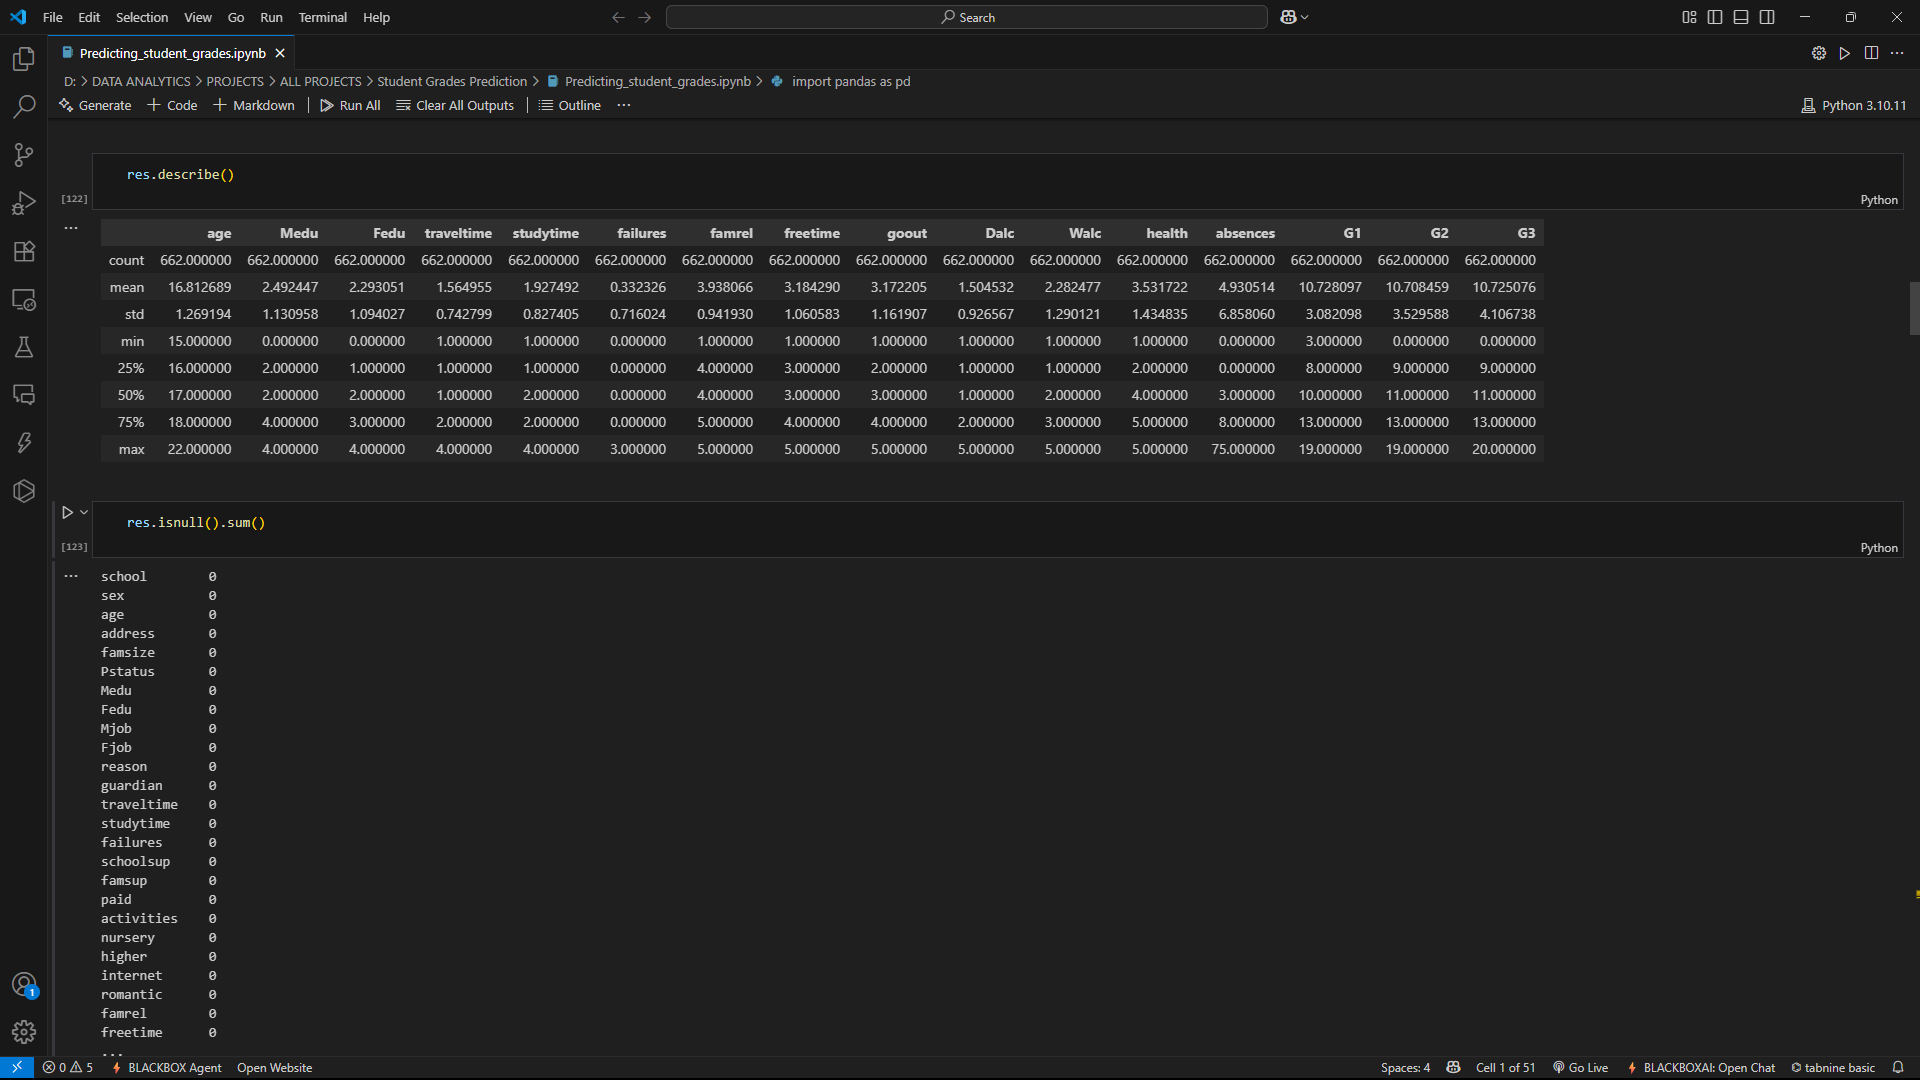 File Edit Selection View Go Run Terminal Help
Search
Predicting_student_grades.ipynb
D: > DATA ANALYTICS > PROJECTS > ALL PROJECTS > Student Grades Prediction > Predicting_student_grades.ipynb > import pandas as pd
Generate + Code + Markdown | Run All Clear All Outputs | Outline ...
Python 3.10.11
res.describe()
[122]
Python
age Medu Fedu traveltime studytime failures famrel freetime goout Dalc Walc health absences G1 G2 G3
count 662.000000 662.000000 662.000000 662.000000 662.000000 662.000000 662.000000 662.000000 662.000000 662.000000 662.000000 662.000000 662.000000 662.000000 662.000000 662.000000
mean 16.812689 2.492447 2.293051 1.564955 1.927492 0.332326 3.938066 3.184290 3.172205 1.504532 2.282477 3.531722 4.930514 10.728097 10.708459 10.725076
std 1.269194 1.130958 1.094027 0.742799 0.827405 0.716024 0.941930 1.060583 1.161907 0.926567 1.290121 1.434835 6.858060 3.082098 3.529588 4.106738
min 15.000000 0.000000 0.000000 1.000000 1.000000 0.000000 1.000000 1.000000 1.000000 1.000000 1.000000 1.000000 0.000000 3.000000 0.000000 0.000000
25% 16.000000 2.000000 1.000000 1.000000 1.000000 0.000000 4.000000 3.000000 2.000000 1.000000 1.000000 2.000000 0.000000 8.000000 9.000000 9.000000
50% 17.000000 2.000000 2.000000 1.000000 2.000000 0.000000 4.000000 3.000000 3.000000 1.000000 2.000000 4.000000 3.000000 10.000000 11.000000 11.000000
75% 18.000000 4.000000 3.000000 2.000000 2.000000 0.000000 5.000000 4.000000 4.000000 2.000000 3.000000 5.000000 8.000000 13.000000 13.000000 13.000000
max 22.000000 4.000000 4.000000 4.000000 4.000000 3.000000 5.000000 5.000000 5.000000 5.000000 5.000000 5.000000 75.000000 19.000000 19.000000 20.000000
res.isnull().sum()
[123]
Python
school 0
sex 0
age 0
address 0
famsize 0
Pstatus 0
Medu 0
Fedu 0
Mjob 0
Fjob 0
reason 0
guardian 0
traveltime 0
studytime 0
failures 0
schoolsup 0
famsup 0
paid 0
activities 0
nursery 0
higher 0
internet 0
romantic 0
famrel 0
freetime 0
...
1
0 5 BLACKBOX Agent Open Website Spaces: 4 Cell 1 of 51 Go Live BLACKBOXAI: Open Chat tabnine basic